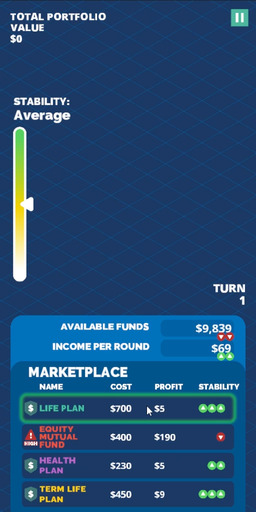 TOTAL PORTFOLIO
VALUE
$0
STABILITY:
Average
TURN
1
AVAILABLE FUNDS $9,839
INCOME PER ROUND $69
MARKETPLACE
NAME COST PROFIT STABILITY
LIFE PLAN $700 $5
HIGH EQUITY MUTUAL FUND $400 $190
HEALTH PLAN $230 $5
TERM LIFE PLAN $450 $9